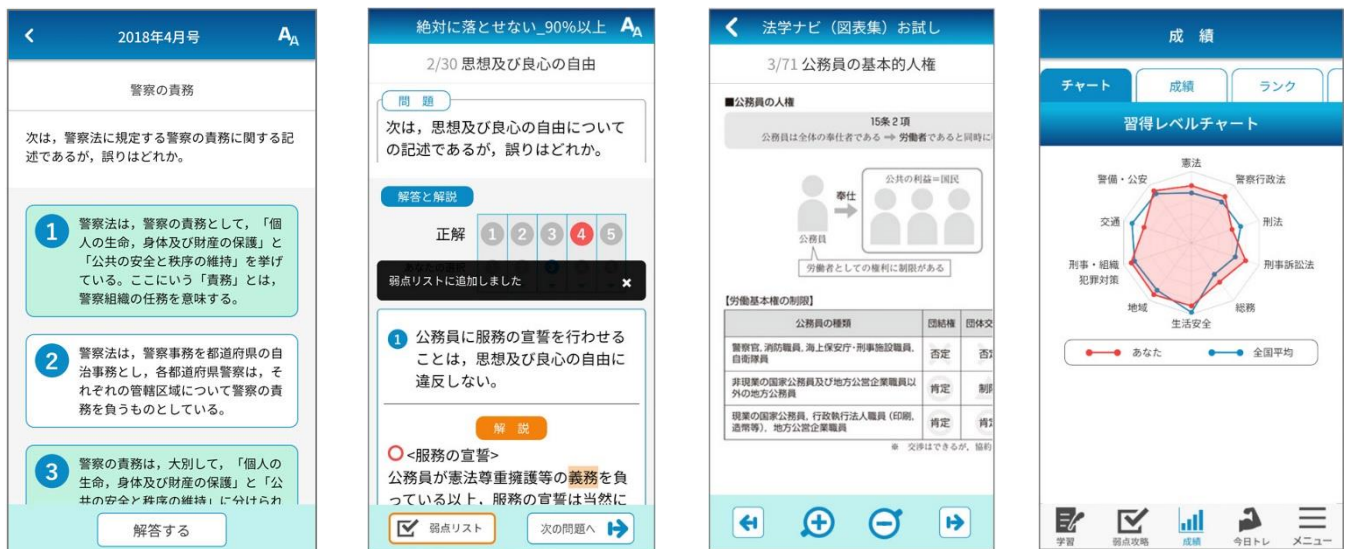 2018年4月号
AA
警察の責務
次は，警察法に規定する警察の責務に関する記
述であるが，誤りはどれか。
1
警察法は，警察の責務として，「個
人の生命，身体及び財産の保護」と
「公共の安全と秩序の維持」を挙げ
ている。ここにいう「責務」とは，
警察組織の任務を意味する。
2
警察法は，警察事務を都道府県の自
治事務とし，各都道府県警察は，そ
れぞれの管轄区域について警察の責
務を負うものとしている。
3
警察の責務は，大別して，「個人の
生命，身体及び財産の保護」と「公
共の安全と秩序の維持」に分けられ
解答する
絶対に落とせない_90%以上
AA
2/30 思想及び良心の自由
問 題
次は，思想及び良心の自由について
の記述であるが，誤りはどれか。
解答と解説
正解 1 2 3 4 5
弱点リストに追加しました ×
1
公務員に服務の宣誓を行わせる
ことは，思想及び良心の自由に
違反しない。
解 説
<服務の宣誓>
公務員が憲法尊重擁護等の義務を負
っている以上，服務の宣誓は当然に
弱点リスト
次の問題へ
法学ナビ（図表集）お試し
3/71 公務員の基本的人権
■公務員の人権
15条2項
公務員は全体の奉仕者である ➡ 労働者であると同時に
公共の利益＝国民
奉仕
公務員
労働者としての権利に制限がある
【労働基本権の制限】
公務員の種類 団結権 団体交
警察官，消防職員，海上保安庁・刑事施設職員，
自衛隊員
否定
非現業の国家公務員及び地方公営企業職員以
外の地方公務員
肯定 制
現業の国家公務員，行政執行法人職員（印刷，
造幣等），地方公営企業職員
肯定
※ 交渉はできるが，協約
成 績
チャート 成績 ランク
習得レベルチャート
憲法
警察行政法
刑法
刑事訴訟法
総務
生活安全
地域
刑事・組織
犯罪対策
交通
警備・公安
あなた 全国平均
学習 弱点攻略 成績 今日トレ メニュー